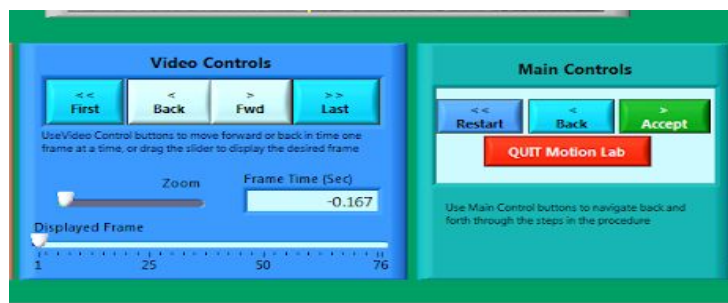 Video Controls
<< < > >>
First Back Fwd Last
UseVideo Control buttons to move forward or back in time one
frame at a time, or drag the slider to display the desired frame
Zoom
Frame Time (Sec)
-0.167
Displayed Frame
1 25 50 76
Main Controls
<< < >
Restart Back Accept
QUIT Motion Lab
Use Main Control buttons to navigate back and
forth through the steps in the procedure